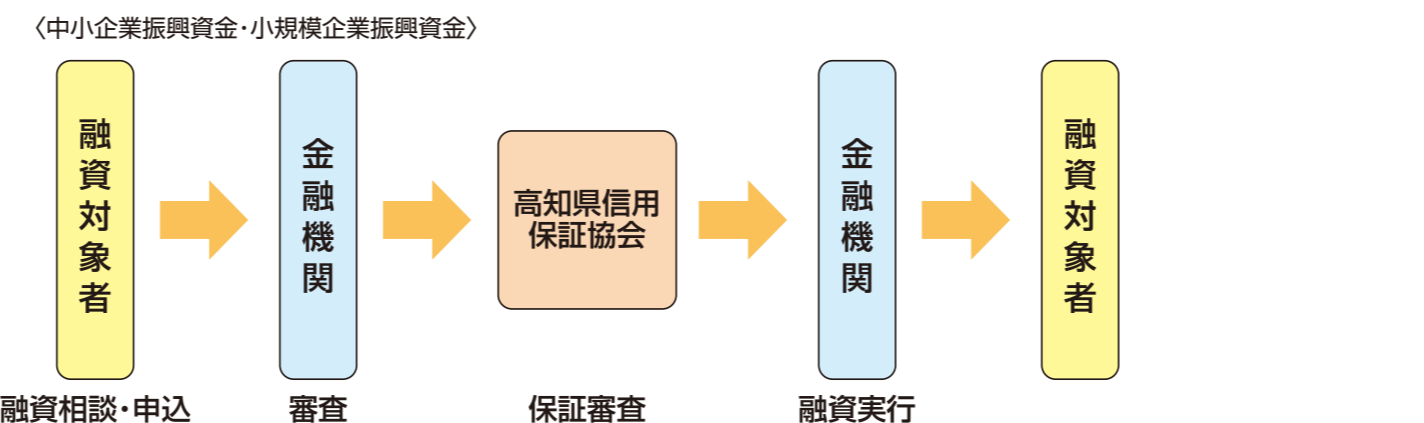 〈中小企業振興資金・小規模企業振興資金〉
融資対象者
金融機関
高知県信用
保証協会
金融機関
融資対象者
融資相談・申込
審査
保証審査
融資実行